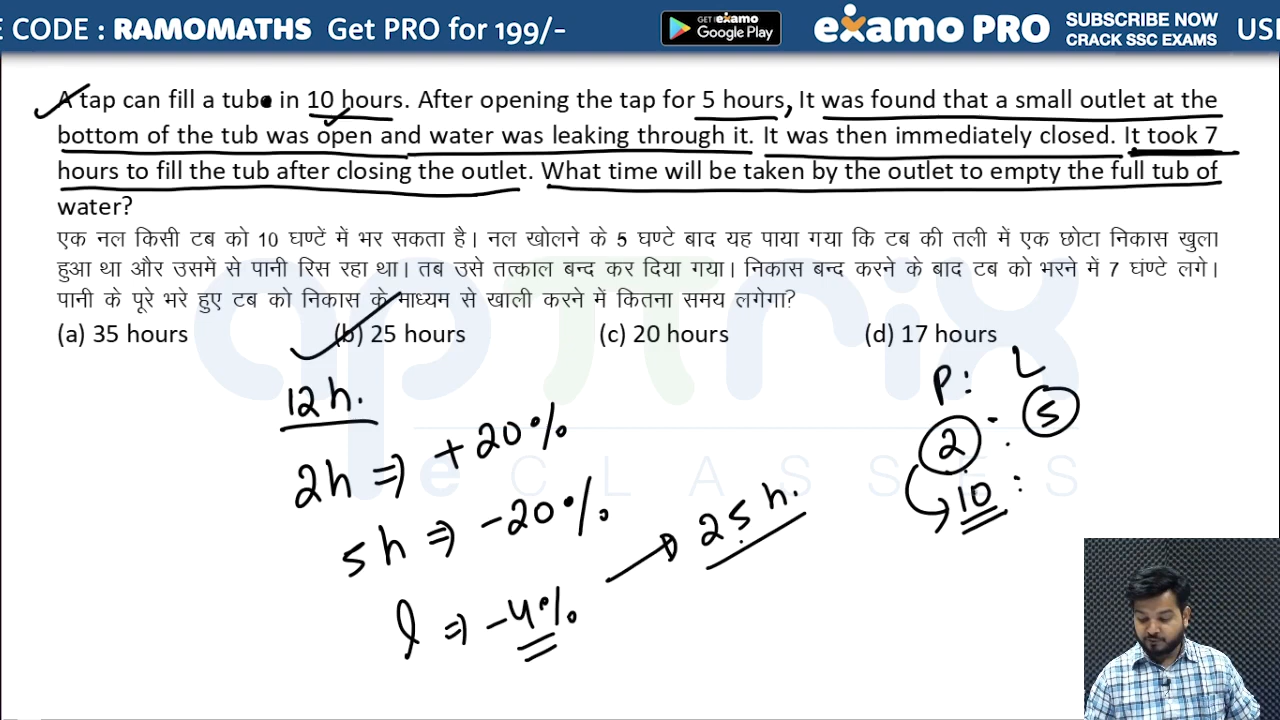 E CODE : RAMOMATHS Get PRO for 199/-
GET IT examo
Google Play
examo PRO
SUBSCRIBE NOW
CRACK SSC EXAMS
USE
A tap can fill a tub in 10 hours. After opening the tap for 5 hours, It was found that a small outlet at the
bottom of the tub was open and water was leaking through it. It was then immediately closed. It took 7
hours to fill the tub after closing the outlet. What time will be taken by the outlet to empty the full tub of
water?
एक नल किसी टब को 10 घण्टें में भर सकता है। नल खोलने के 5 घण्टे बाद यह पाया गया कि टब की तली में एक छोटा निकास खुला
हुआ था और उसमें से पानी रिस रहा था। तब उसे तत्काल बन्द कर दिया गया। निकास बन्द करने के बाद टब को भरने में 7 घंण्टे लगे।
पानी के पूरे भरे हुए टब को निकास के माध्यम से खाली करने में कितना समय लगेगा?
(a) 35 hours (b) 25 hours (c) 20 hours (d) 17 hours
12 h.
2h ⇒ +20%
5h ⇒ -20%
l ⇒ -4% → 25 h.
P : L
2 : 5
10 :
e CLASSES